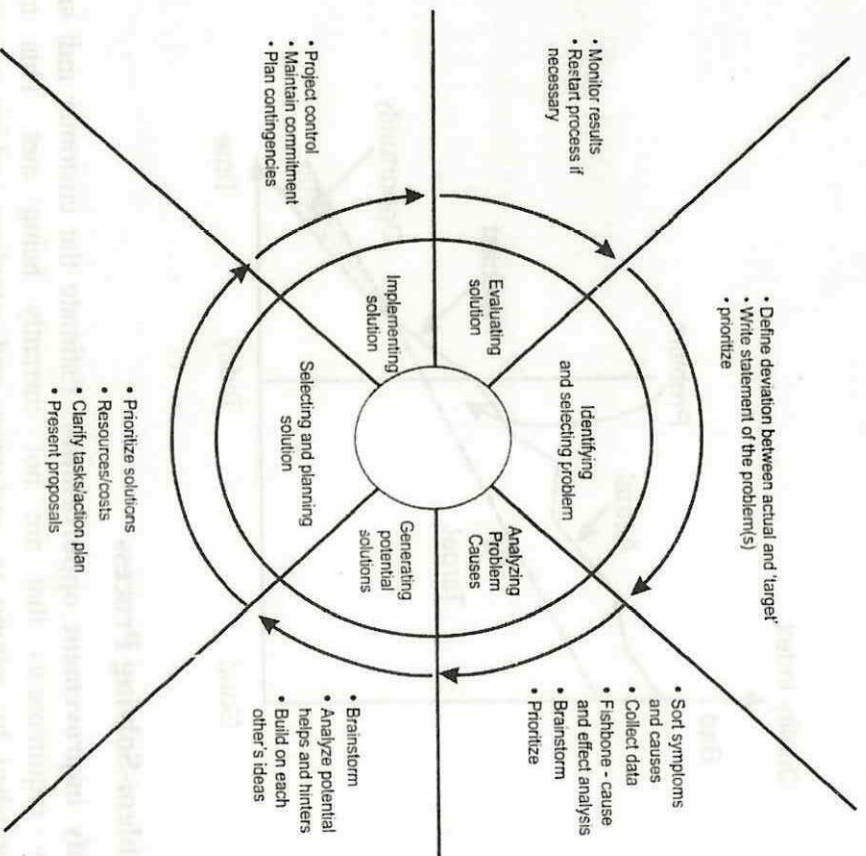 • Define deviation between actual and 'target'
• Write statement of the problem(s)
• prioritize
Identifying
and selecting problem
• Sort symptoms
and causes
• Collect data
• Fishbone - cause
and effect analysis
• Brainstorm
• Prioritize
Analyzing
Problem
Causes
• Brainstorm
• Analyze potential
helps and hinters
• Build on each
other's ideas
Generating
potential
solutions
• Prioritize solutions
• Resources/costs
• Clarify tasks/action plan
• Present proposals
Selecting and planning
solution
• Project control
• Maintain commitment
• Plan contingencies
Implementing
solution
• Monitor results
• Restart process if
necessary
Evaluating
solution